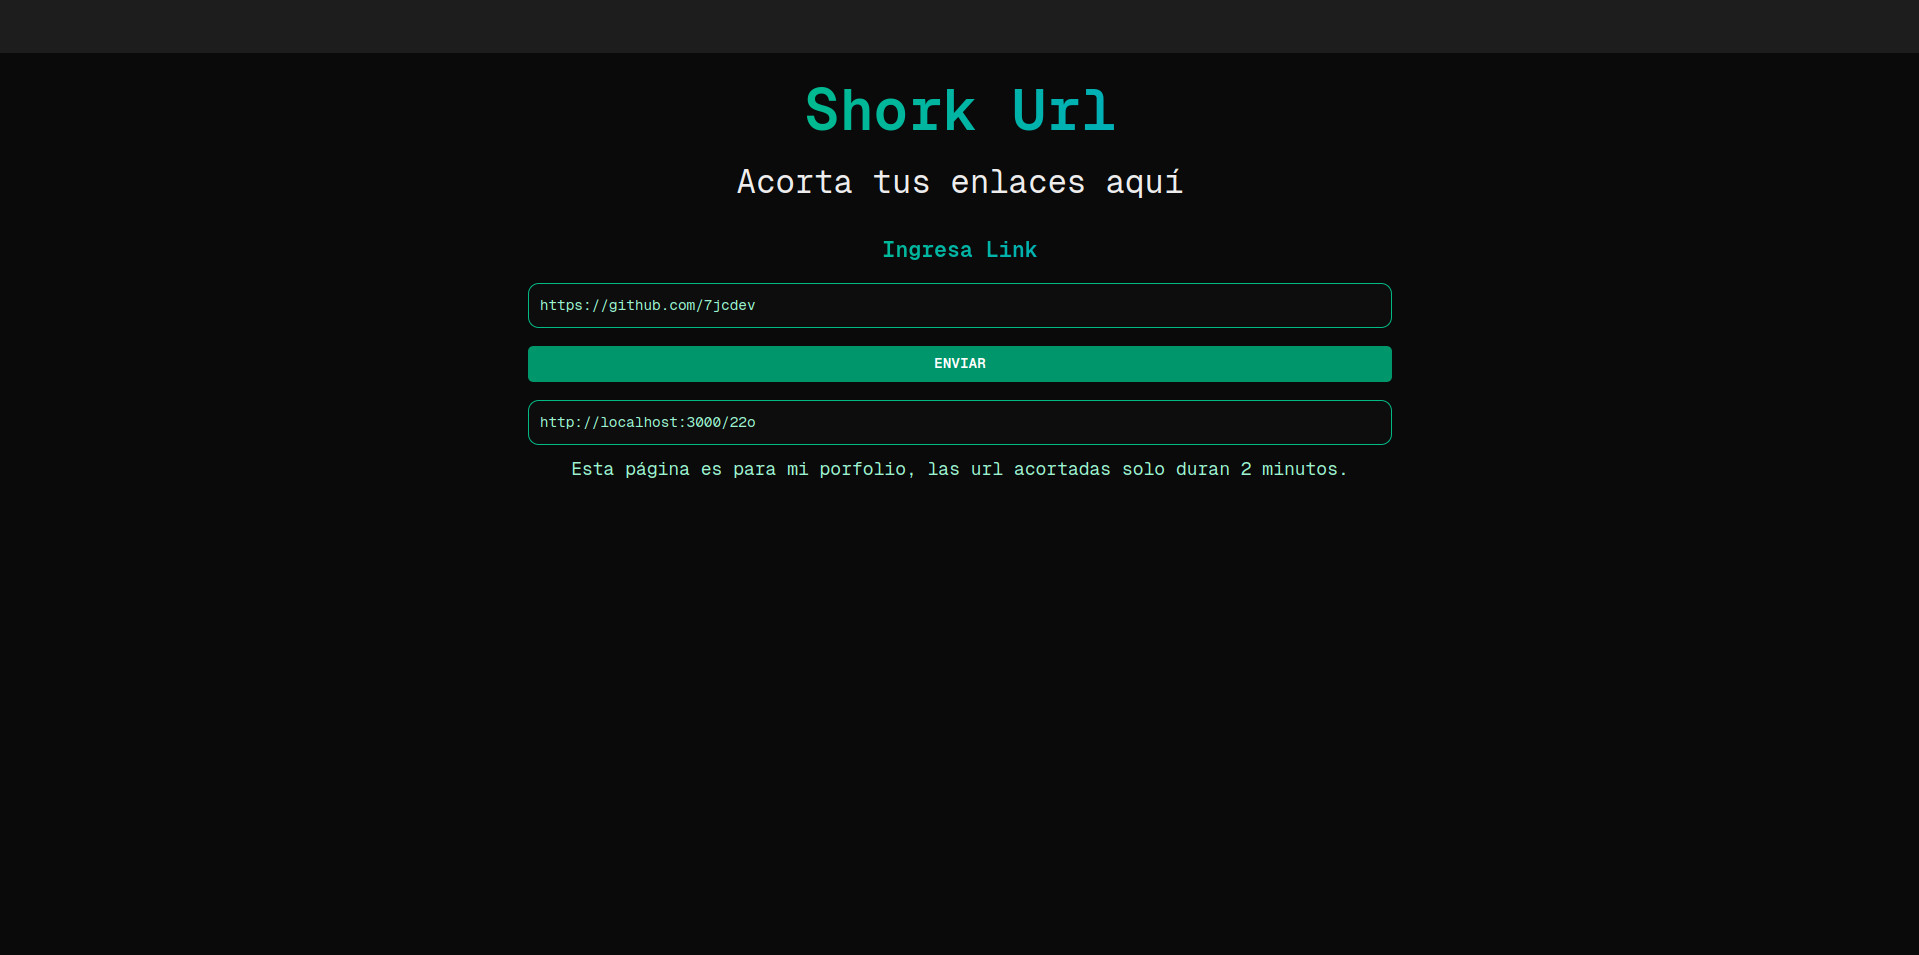 Shork Url
Acorta tus enlaces aquí
Ingresa Link
https://github.com/7jcdev
ENVIAR
http://localhost:3000/22o
Esta página es para mi porfolio, las url acortadas solo duran 2 minutos.